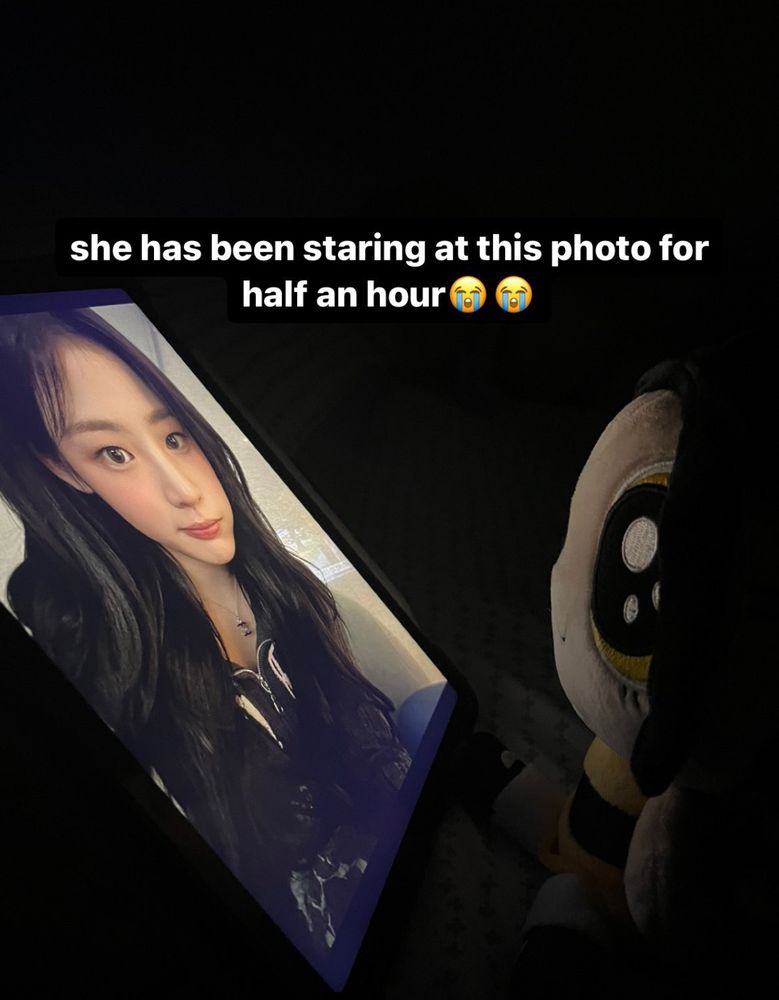 she has been staring at this photo for
half an hour😭😭